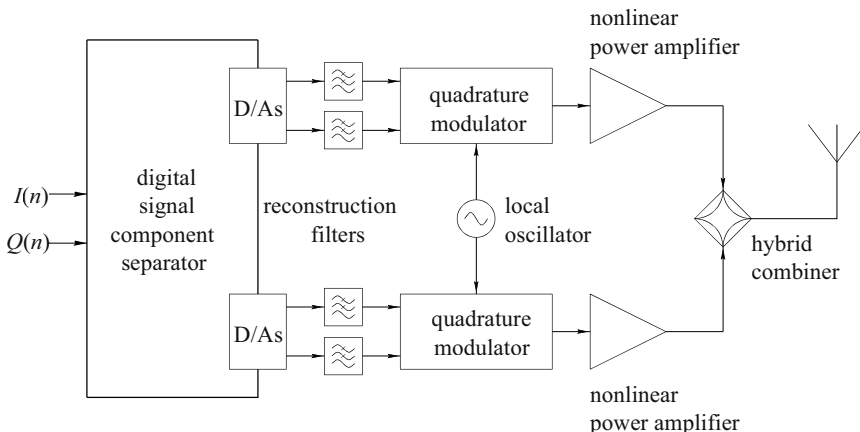 nonlinear
power amplifier
D/As
quadrature
modulator
I(n)
Q(n)
digital
signal
component
separator
reconstruction
filters
local
oscillator
hybrid
combiner
D/As
quadrature
modulator
nonlinear
power amplifier